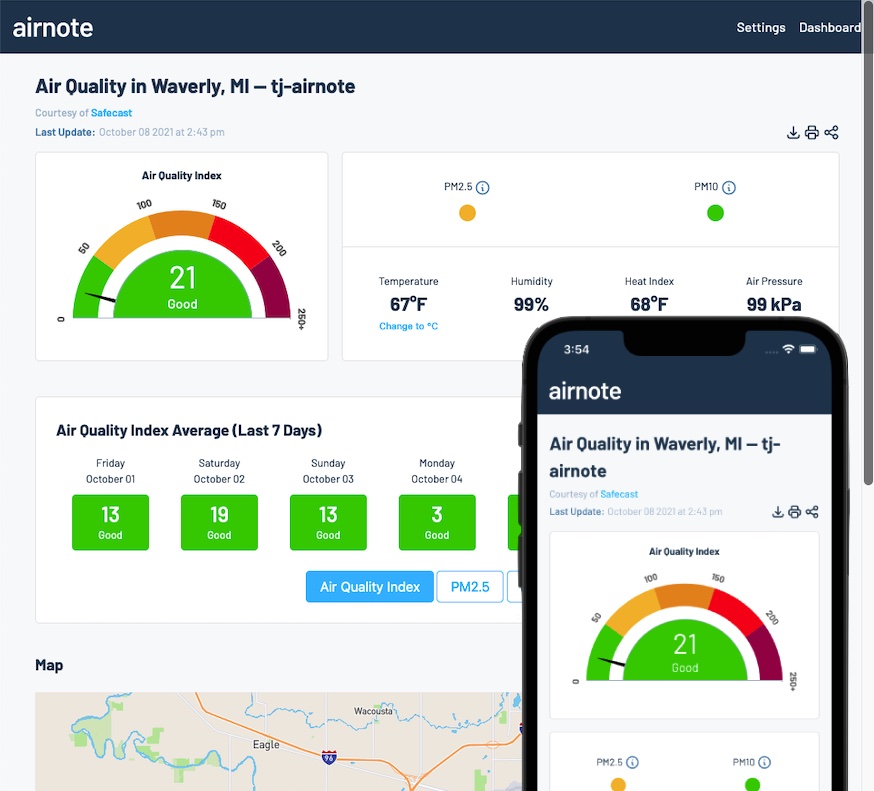 airnote
Settings Dashboard
Air Quality in Waverly, MI – tj-airnote
Courtesy of Safecast
Last Update: October 08 2021 at 2:43 pm
Air Quality Index
0
50
100
150
200
250+
21
Good
PM2.5
PM10
Temperature
67°F
Change to °C
Humidity
99%
Heat Index
68°F
Air Pressure
99 kPa
Air Quality Index Average (Last 7 Days)
Friday
October 01
13
Good
Saturday
October 02
19
Good
Sunday
October 03
13
Good
Monday
October 04
3
Good
Air Quality Index
PM2.5
Map
Wacousta
Eagle
96
3:54
airnote
Air Quality in Waverly, MI – tj-
airnote
Courtesy of Safecast
Last Update: October 08 2021 at 2:43 pm
Air Quality Index
0
50
100
150
200
250+
21
Good
PM2.5
PM10